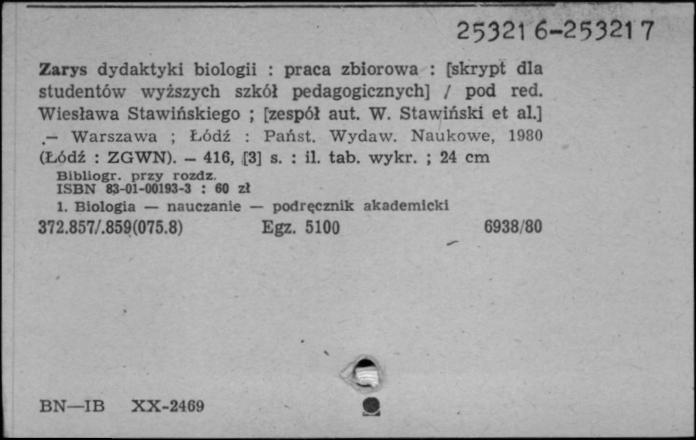 253216-253217
Zarys dydaktyki biologii : praca zbiorowa : [skrypt dla
studentów wyższych szkół pedagogicznych] / pod red.
Wiesława Stawińskiego ; [zespół aut. W. Stawiński et al.]
.— Warszawa ; Łódź : Państ. Wydaw. Naukowe, 1980
(Łódź : ZGWN). — 416, [3] s. : il. tab. wykr. ; 24 cm
Bibliogr. przy rozdz.
ISBN 83-01-00193-3 : 60 zł
1. Biologia — nauczanie — podręcznik akademicki
372.857/.859(075.8) Egz. 5100 6938/80
BN—IB XX-2469